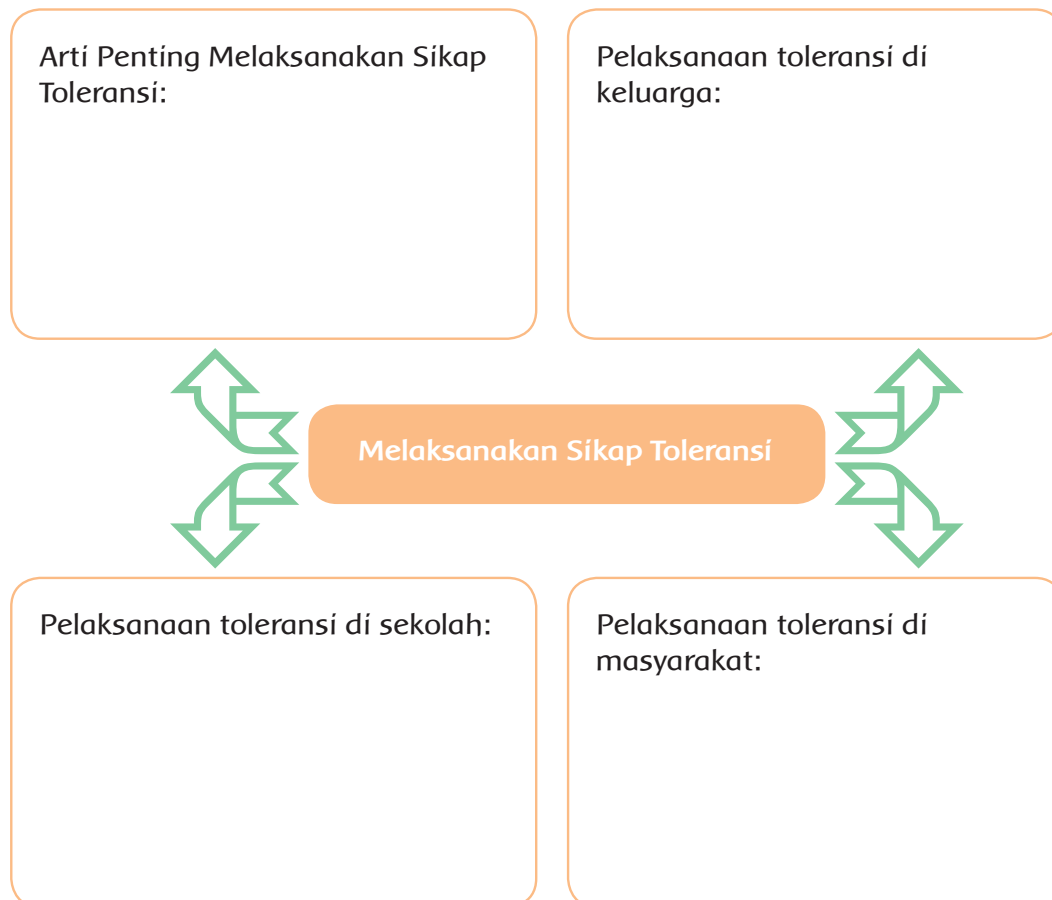 Arti Penting Melaksanakan Sikap
Toleransi:
Pelaksanaan toleransi di
keluarga:
Melaksanakan Sikap Toleransi
Pelaksanaan toleransi di sekolah:
Pelaksanaan toleransi di
masyarakat: